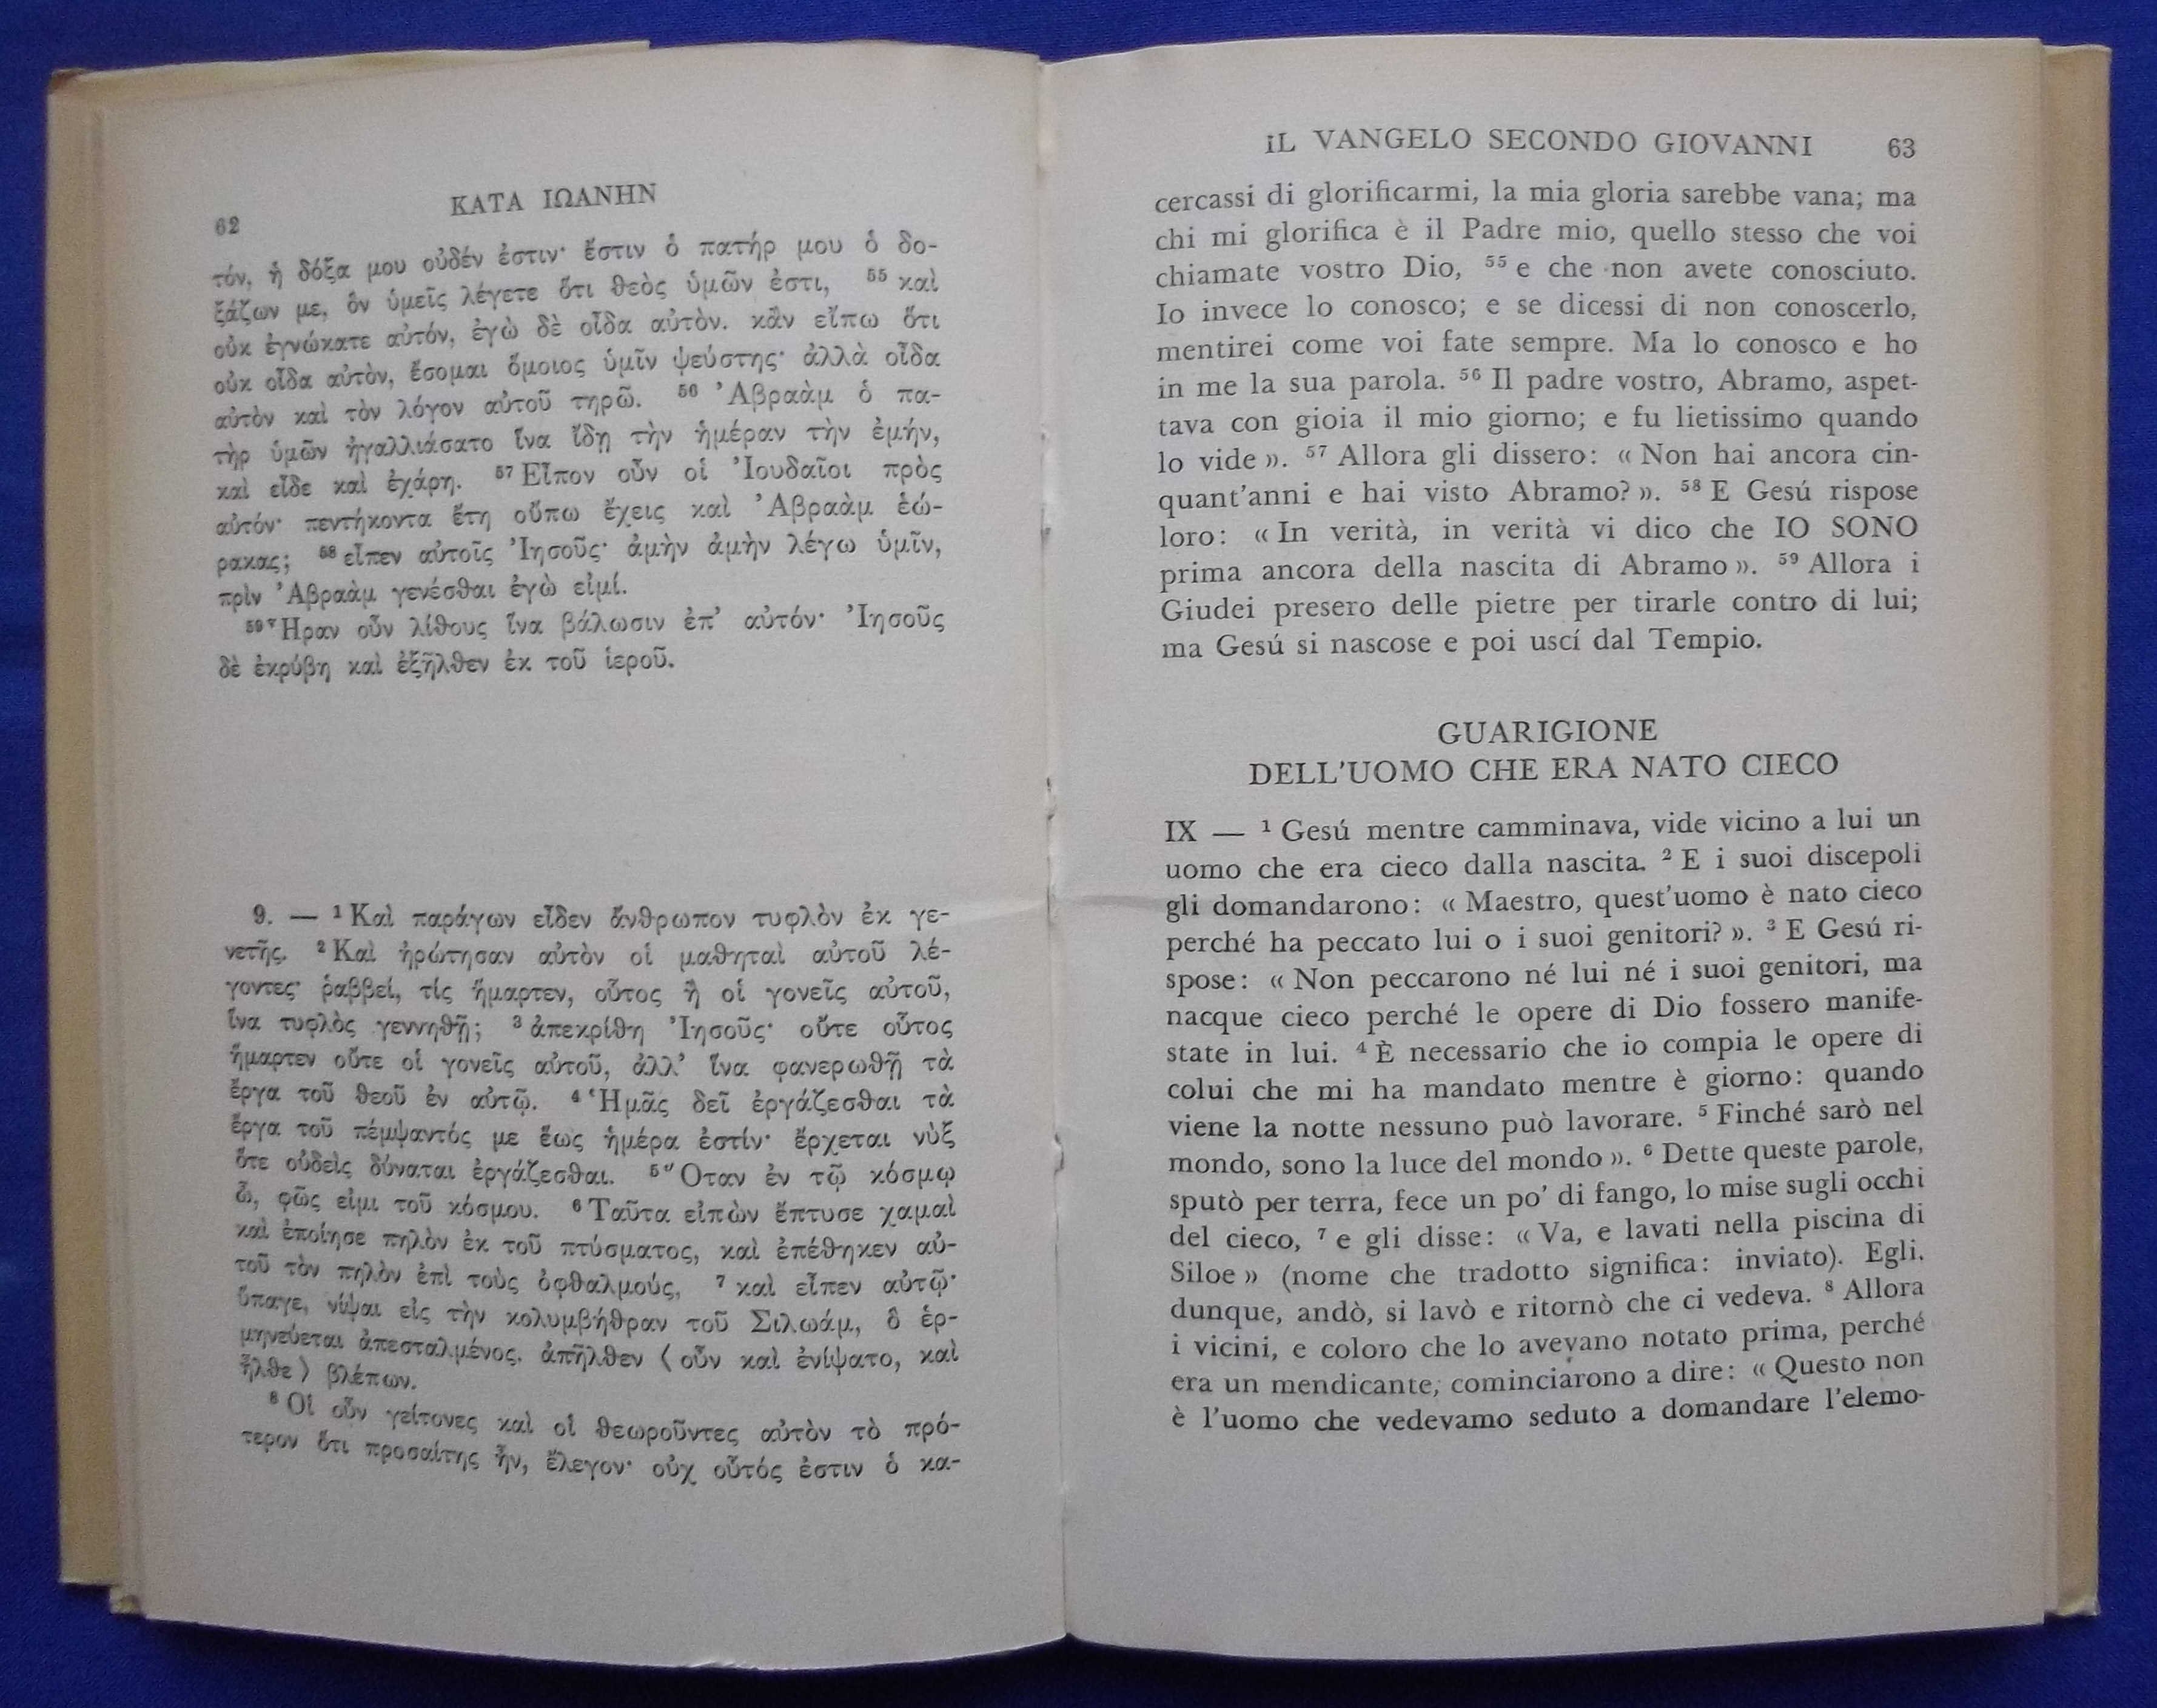 62
ΚΑΤΑ ΙΩΑΝΗΝ
τόν, ἡ δόξα μου οὐδέν ἐστιν· ἔστιν ὁ πατήρ μου ὁ δο-
ξάζων με, ὃν ὑμεῖς λέγετε ὅτι θεὸς ὑμῶν ἐστι, 55 καὶ
οὐκ ἐγνώκατε αὐτόν, ἐγὼ δὲ οἶδα αὐτὸν. κἂν εἴπω ὅτι
οὐκ οἶδα αὐτὸν, ἔσομαι ὅμοιος ὑμῖν ψεύστης· ἀλλὰ οἶδα
αὐτὸν καὶ τὸν λόγον αὐτοῦ τηρῶ. 56 Ἀβραὰμ ὁ πα-
τὴρ ὑμῶν ἠγαλλιάσατο ἵνα ἴδῃ τὴν ἡμέραν τὴν ἐμήν,
καὶ εἶδε καὶ ἐχάρη. 57 Εἶπον οὖν οἱ Ἰουδαῖοι πρὸς
αὐτόν· πεντήκοντα ἔτη οὔπω ἔχεις καὶ Ἀβραὰμ ἑώ-
ρακας; 58 εἶπεν αὐτοῖς Ἰησοῦς· ἀμὴν ἀμὴν λέγω ὑμῖν,
πρὶν Ἀβραὰμ γενέσθαι ἐγὼ εἰμί.
59 Ἦραν οὖν λίθους ἵνα βάλωσιν ἐπ' αὐτόν· Ἰησοῦς
δὲ ἐκρύβη καὶ ἐξῆλθεν ἐκ τοῦ ἱεροῦ.
9. — 1 Καὶ παράγων εἶδεν ἄνθρωπον τυφλὸν ἐκ γε-
νετῆς. 2 Καὶ ἠρώτησαν αὐτὸν οἱ μαθηταὶ αὐτοῦ λέ-
γοντες· ῥαββεί, τίς ἥμαρτεν, οὗτος ἢ οἱ γονεῖς αὐτοῦ,
ἵνα τυφλὸς γεννηθῇ; 3 ἀπεκρίθη Ἰησοῦς· οὔτε οὗτος
ἥμαρτεν οὔτε οἱ γονεῖς αὐτοῦ, ἀλλ' ἵνα φανερωθῇ τὰ
ἔργα τοῦ θεοῦ ἐν αὐτῷ. 4 Ἡμᾶς δεῖ ἐργάζεσθαι τὰ
ἔργα τοῦ πέμψαντός με ἕως ἡμέρα ἐστίν· ἔρχεται νὺξ
ὅτε οὐδεὶς δύναται ἐργάζεσθαι. 5 Ὅταν ἐν τῷ κόσμῳ
ὦ, φῶς εἰμι τοῦ κόσμου. 6 Ταῦτα εἰπὼν ἔπτυσε χαμαὶ
καὶ ἐποίησε πηλὸν ἐκ τοῦ πτύσματος, καὶ ἐπέθηκεν αὐ-
τοῦ τὸν πηλὸν ἐπὶ τοὺς ὀφθαλμούς, 7 καὶ εἶπεν αὐτῷ·
ὕπαγε, νίψαι εἰς τὴν κολυμβήθραν τοῦ Σιλωάμ, ὃ ἑρ-
μηνεύεται ἀπεσταλμένος. ἀπῆλθεν ⟨οὖν καὶ ἐνίψατο, καὶ
ἦλθε⟩ βλέπων.
8 Οἱ οὖν γείτονες καὶ οἱ θεωροῦντες αὐτὸν τὸ πρό-
τερον ὅτι προσαίτης ἦν, ἔλεγον· οὐχ οὗτός ἐστιν ὁ κα-
IL VANGELO SECONDO GIOVANNI 63
cercassi di glorificarmi, la mia gloria sarebbe vana; ma
chi mi glorifica è il Padre mio, quello stesso che voi
chiamate vostro Dio, 55 e che non avete conosciuto.
Io invece lo conosco; e se dicessi di non conoscerlo,
mentirei come voi fate sempre. Ma lo conosco e ho
in me la sua parola. 56 Il padre vostro, Abramo, aspet-
tava con gioia il mio giorno; e fu lietissimo quando
lo vide ». 57 Allora gli dissero: « Non hai ancora cin-
quant'anni e hai visto Abramo? ». 58 E Gesú rispose
loro: « In verità, in verità vi dico che IO SONO
prima ancora della nascita di Abramo ». 59 Allora i
Giudei presero delle pietre per tirarle contro di lui;
ma Gesú si nascose e poi uscí dal Tempio.
GUARIGIONE
DELL'UOMO CHE ERA NATO CIECO
IX — 1 Gesú mentre camminava, vide vicino a lui un
uomo che era cieco dalla nascita. 2 E i suoi discepoli
gli domandarono: « Maestro, quest'uomo è nato cieco
perché ha peccato lui o i suoi genitori? ». 3 E Gesú ri-
spose: « Non peccarono né lui né i suoi genitori, ma
nacque cieco perché le opere di Dio fossero manife-
state in lui. 4 È necessario che io compia le opere di
colui che mi ha mandato mentre è giorno: quando
viene la notte nessuno può lavorare. 5 Finché sarò nel
mondo, sono la luce del mondo ». 6 Dette queste parole,
sputò per terra, fece un po' di fango, lo mise sugli occhi
del cieco, 7 e gli disse: « Va, e lavati nella piscina di
Siloe » (nome che tradotto significa: inviato). Egli.
dunque, andò, si lavò e ritornò che ci vedeva. 8 Allora
i vicini, e coloro che lo avevano notato prima, perché
era un mendicante, cominciarono a dire: « Questo non
è l'uomo che vedevamo seduto a domandare l'elemo-